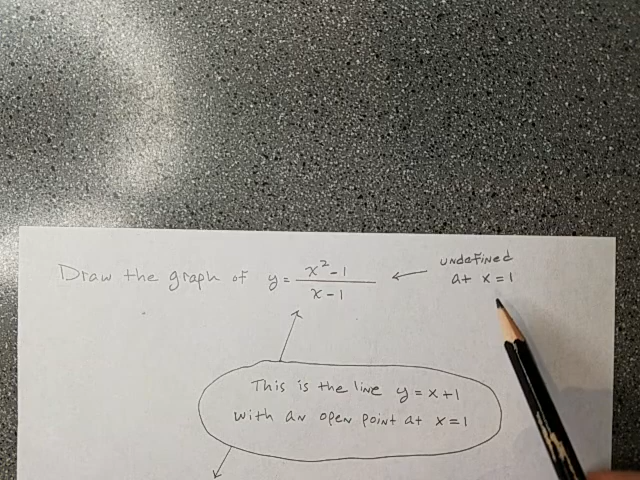 Draw the graph of y = x²-1 / x-1 ← undefined
at x=1
This is the line y=x+1
with an open point at x=1